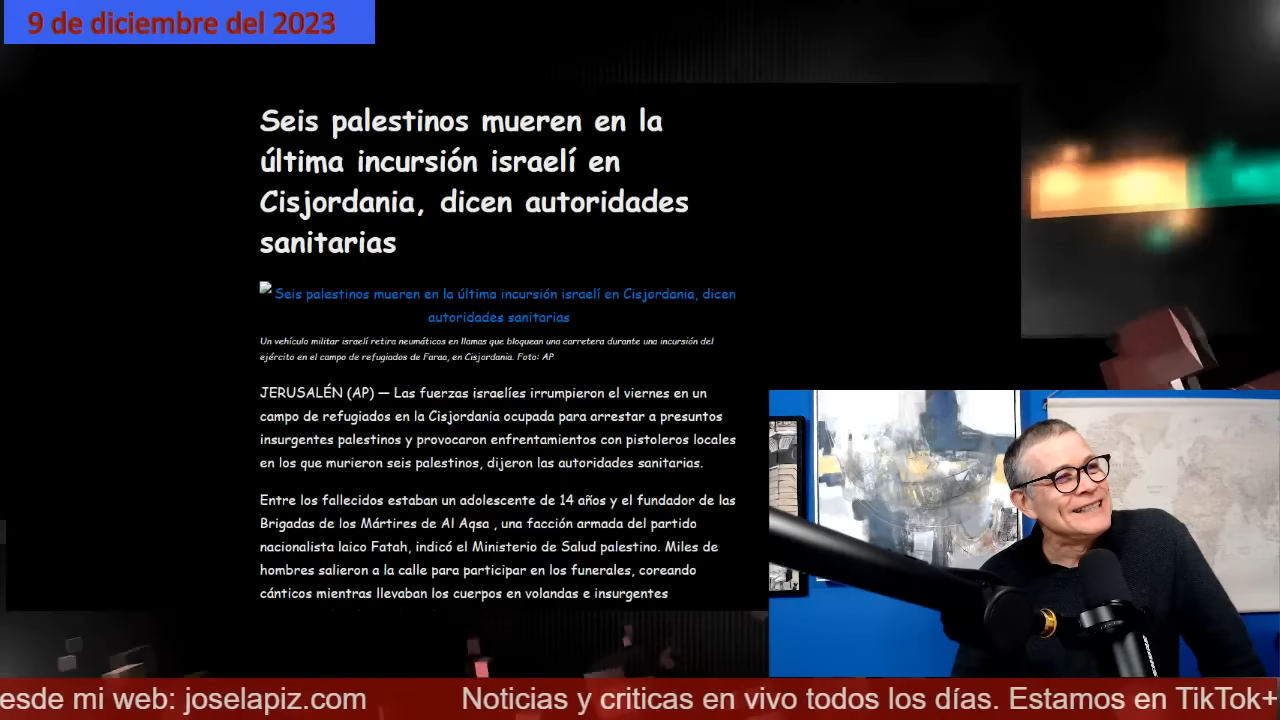 9 de diciembre del 2023
Seis palestinos mueren en la
última incursión israelí en
Cisjordania, dicen autoridades
sanitarias
Seis palestinos mueren en la última incursión israelí en Cisjordania, dicen
autoridades sanitarias
Un vehículo militar israelí retira neumáticos en llamas que bloquean una carretera durante una incursión del
ejército en el campo de refugiados de Faraa, en Cisjordania. Foto: AP
JERUSALÉN (AP) — Las fuerzas israelíes irrumpieron el viernes en un
campo de refugiados en la Cisjordania ocupada para arrestar a presuntos
insurgentes palestinos y provocaron enfrentamientos con pistoleros locales
en los que murieron seis palestinos, dijeron las autoridades sanitarias.
Entre los fallecidos estaban un adolescente de 14 años y el fundador de las
Brigadas de los Mártires de Al Aqsa , una facción armada del partido
nacionalista laico Fatah, indicó el Ministerio de Salud palestino. Miles de
hombres salieron a la calle para participar en los funerales, coreando
cánticos mientras llevaban los cuerpos en volandas e insurgentes
esde mi web: joselapiz.com Noticias y criticas en vivo todos los días. Estamos en TikTok+